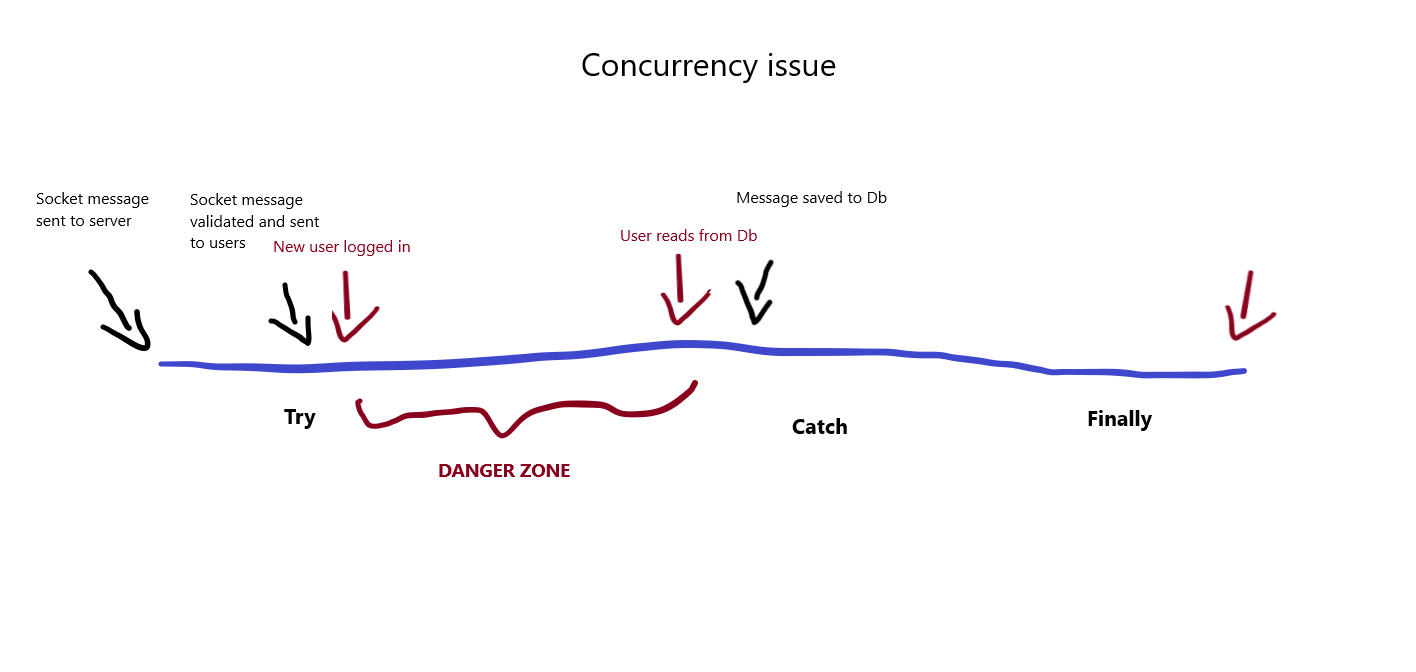 Concurrency issue
Socket message
sent to server
Socket message
validated and sent
to users
New user logged in
User reads from Db
Message saved to Db
Try
Catch
Finally
DANGER ZONE